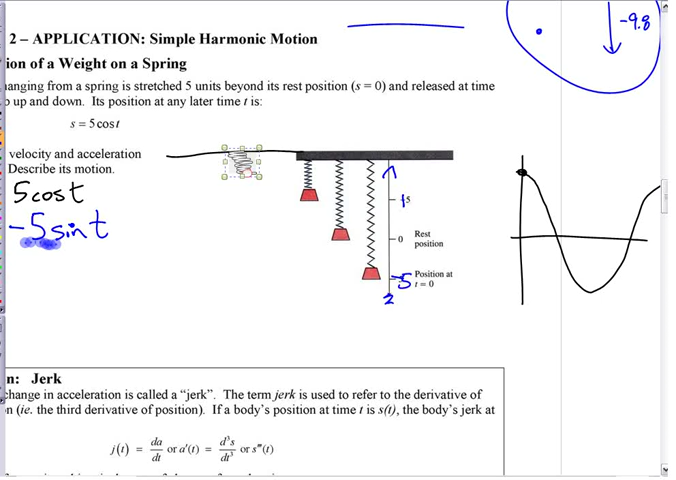 2 – APPLICATION: Simple Harmonic Motion
ion of a Weight on a Spring
anging from a spring is stretched 5 units beyond its rest position (s = 0) and released at time
up and down. Its position at any later time t is:
s = 5 cos t
velocity and acceleration
Describe its motion.
5 cos t
-5 sin t
-9.8
5
0 Rest
position
-5 Position at
t = 0
n: Jerk
change in acceleration is called a “jerk”. The term jerk is used to refer to the derivative of
n (ie. the third derivative of position). If a body’s position at time t is s(t), the body’s jerk at
j(t) = da/dt or a'(t) = d³s/dt³ or s'''(t)